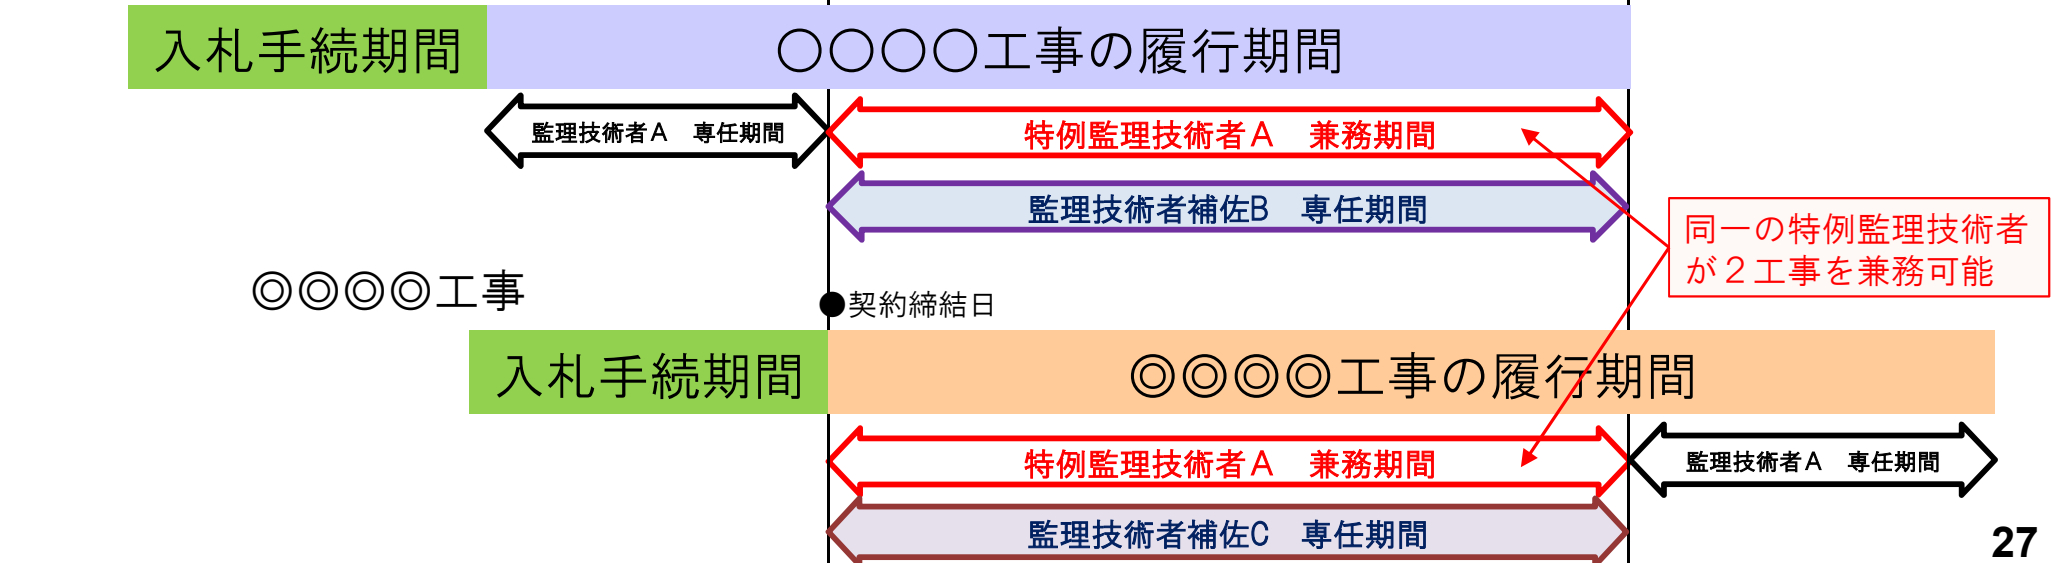 入札手続期間
〇〇〇〇工事の履行期間
監理技術者Ａ　専任期間
特例監理技術者Ａ　兼務期間
監理技術者補佐B　専任期間
同一の特例監理技術者
が２工事を兼務可能
◎◎◎◎工事
●契約締結日
入札手続期間
◎◎◎◎工事の履行期間
特例監理技術者Ａ　兼務期間
監理技術者Ａ　専任期間
監理技術者補佐C　専任期間
27